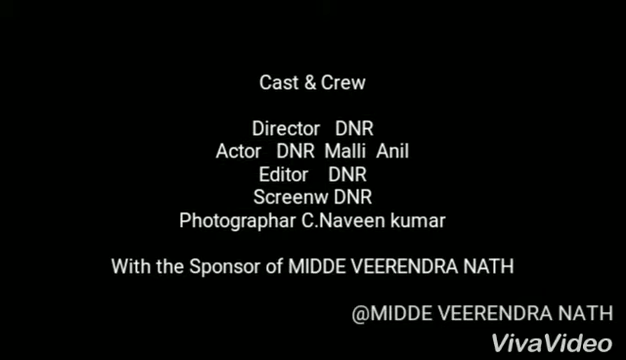 Cast & Crew
Director DNR
Actor DNR Malli Anil
Editor DNR
Screenw DNR
Photographar C.Naveen kumar
With the Sponsor of MIDDE VEERENDRA NATH
@MIDDE VEERENDRA NATH
VivaVideo